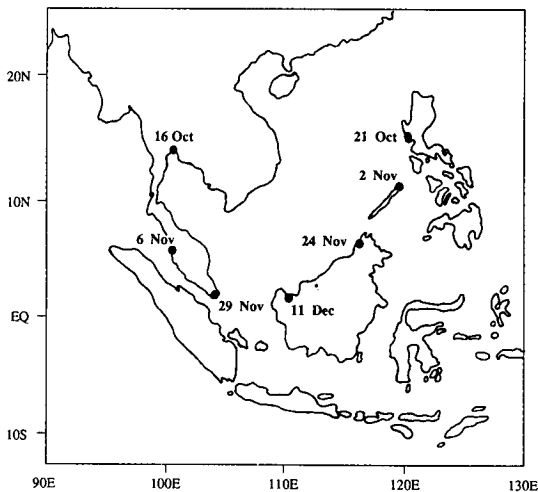 20N
16 Oct
21 Oct
2 Nov
10N
6 Nov
24 Nov
29 Nov
11 Dec
EQ
10S
90E
100E
110E
120E
130E